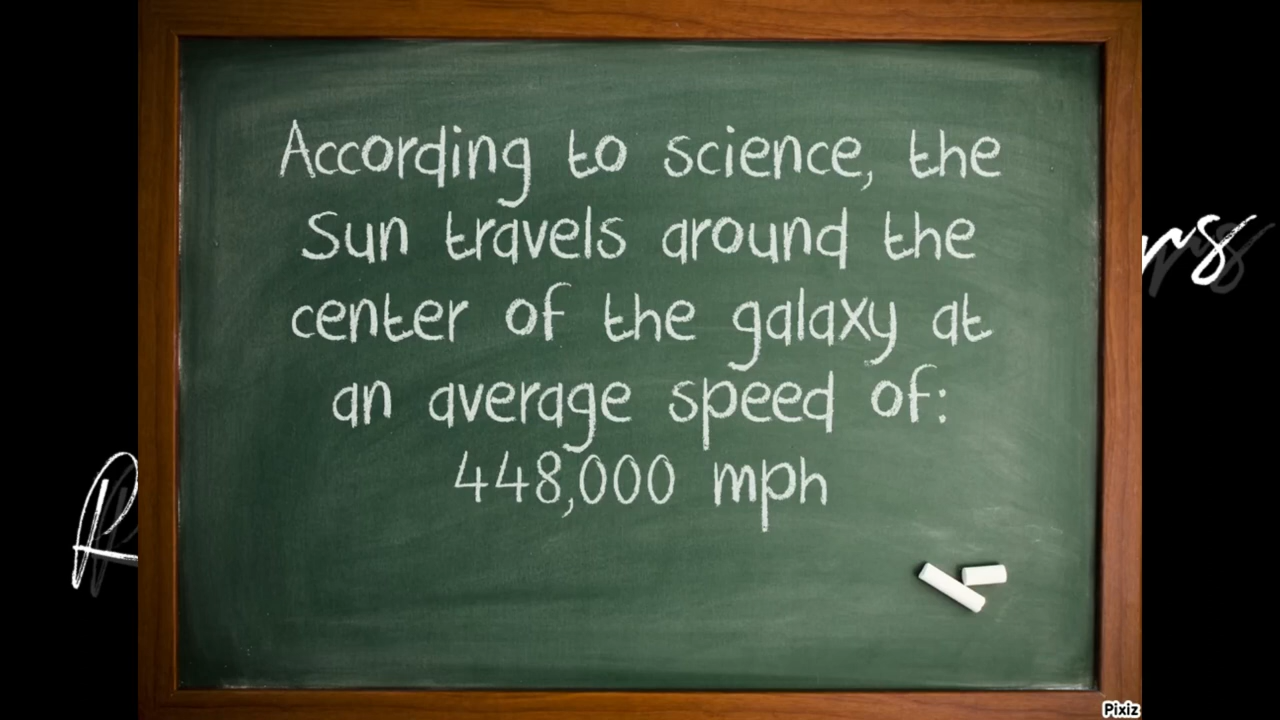 According to science, the
Sun travels around the
center of the galaxy at
an average speed of:
448,000 mph
Pixiz